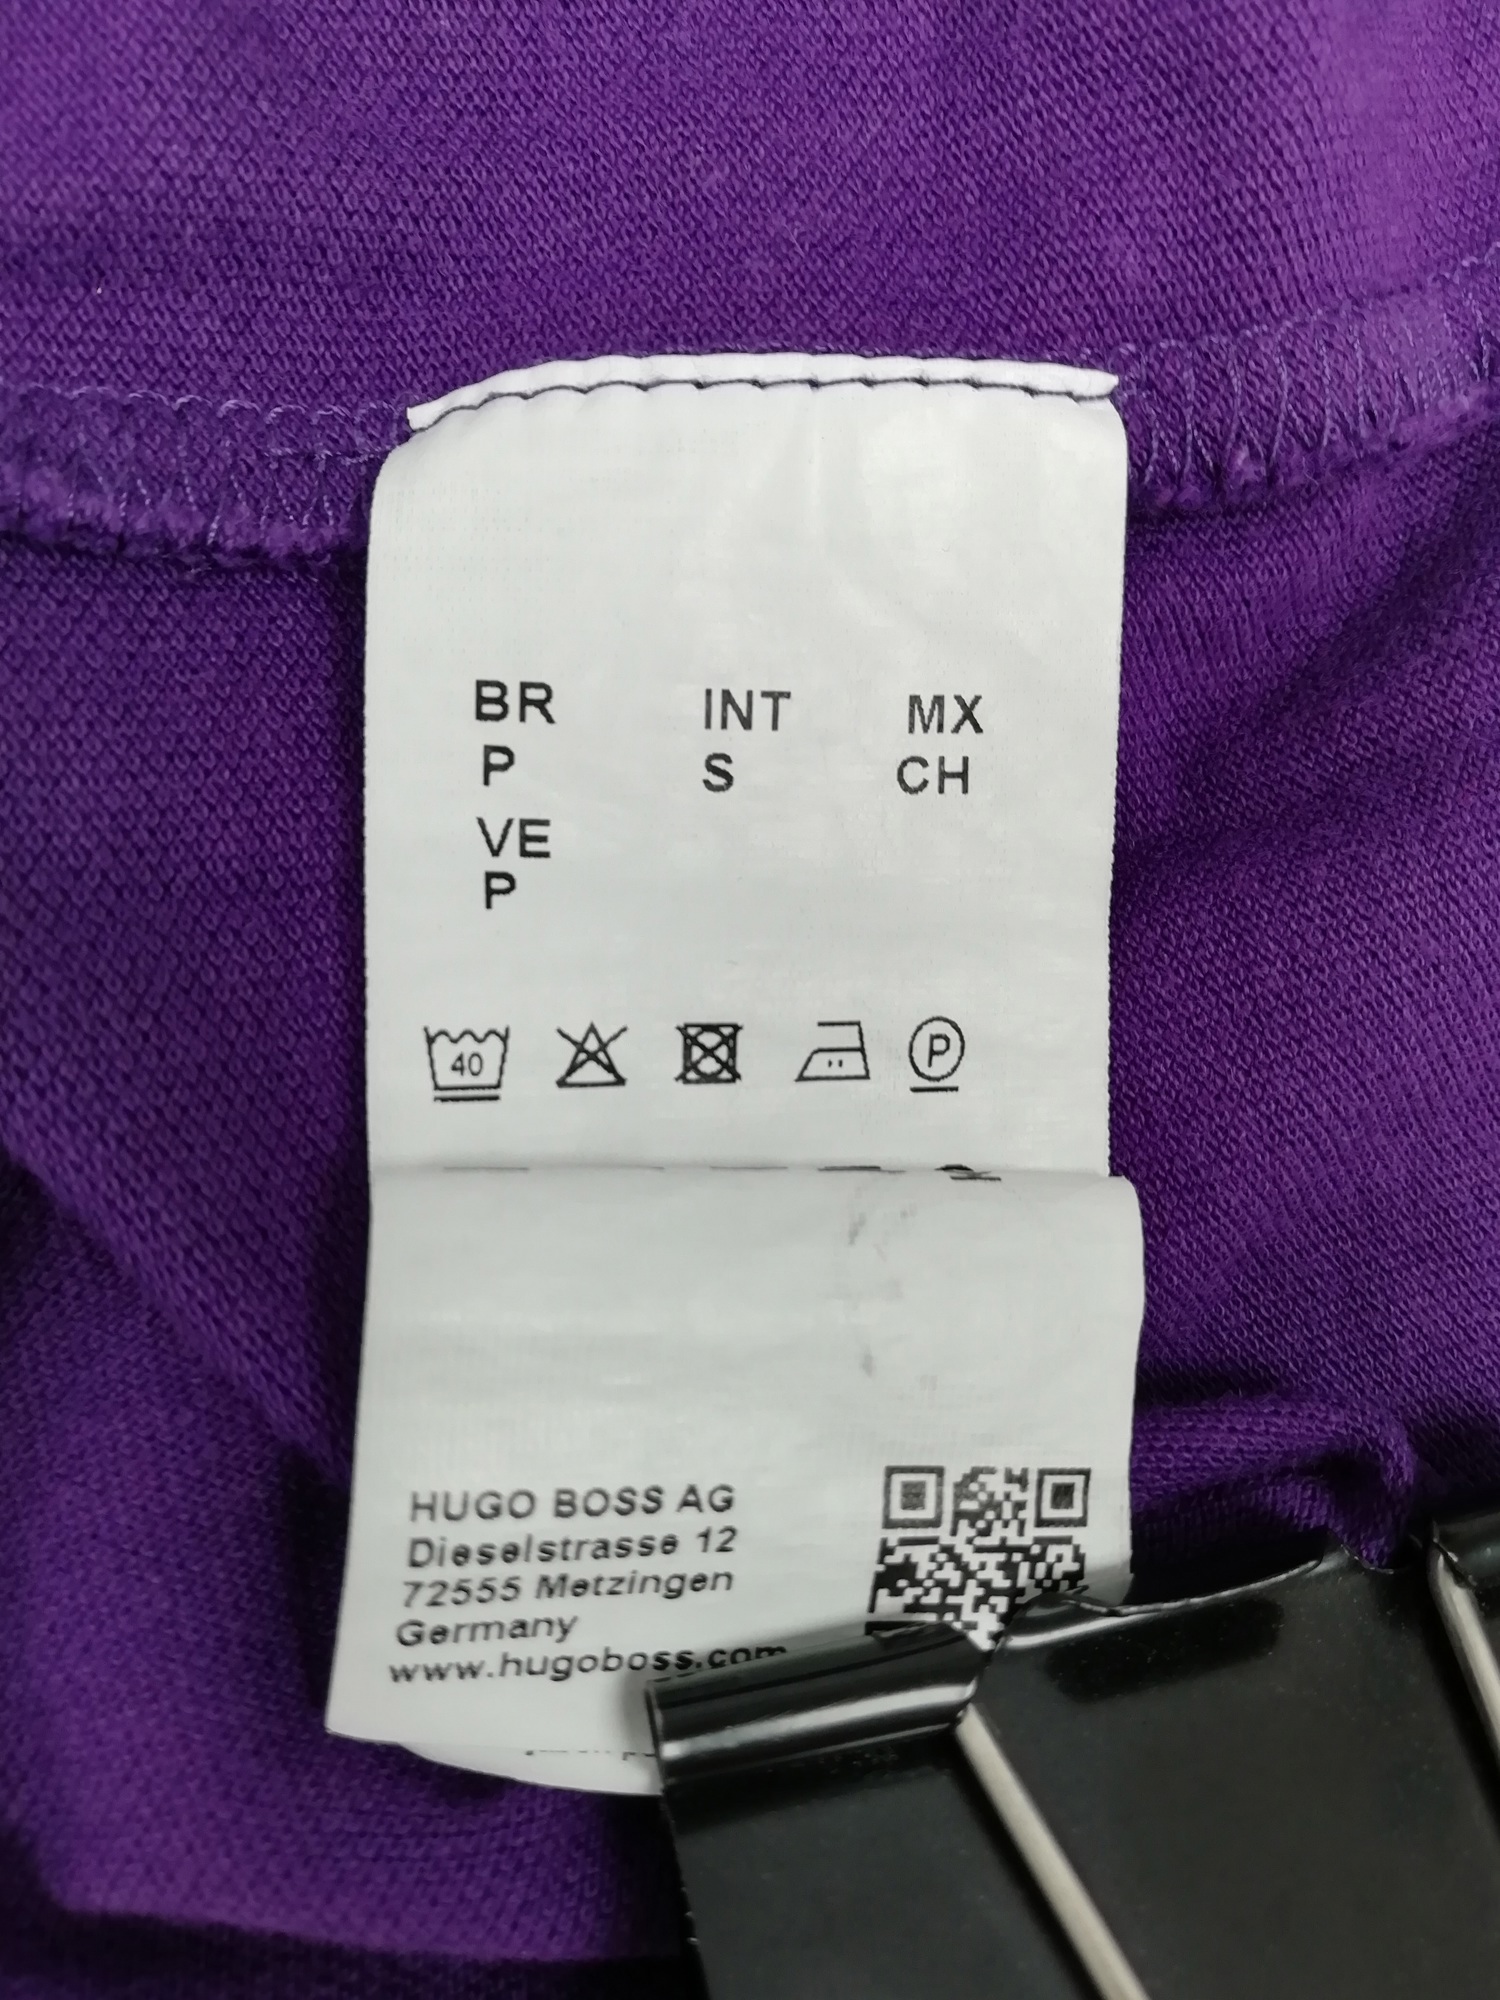 BR INT MX
P S CH
VE
P
40 P
HUGO BOSS AG
Dieselstrasse 12
72555 Metzingen
Germany
www.hugoboss.com